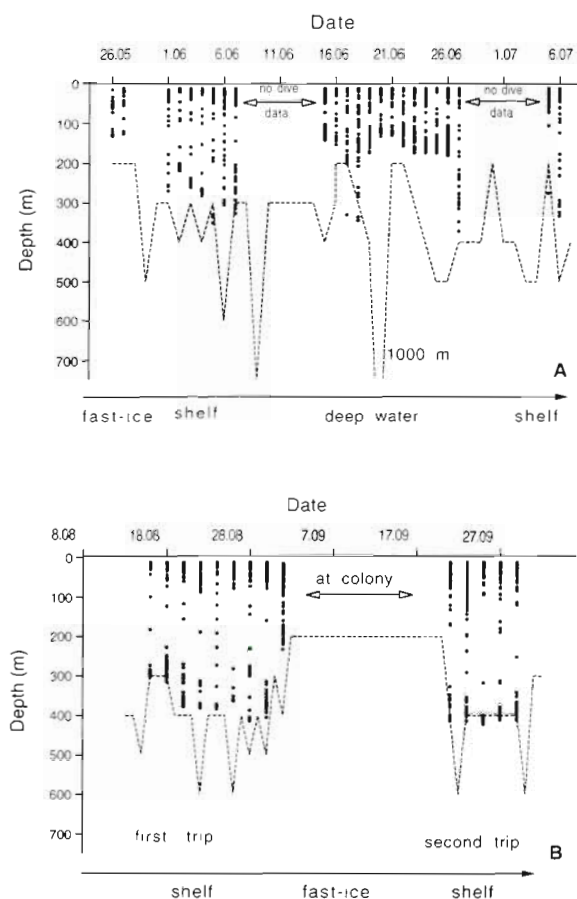 Date
26.05 1.06 6.06 11.06 16.06 21.06 26.06 1.07 6.07
0
no dive no dive
data data
100
200
300
400
500
600
700
Depth (m)
1000 m
A
fast-ice shelf deep water shelf
Date
8.08 18.08 28.08 7.09 17.09 27.09
0
at colony
100
200
300
400
500
600
700
Depth (m)
first trip second trip
B
shelf fast-ice shelf